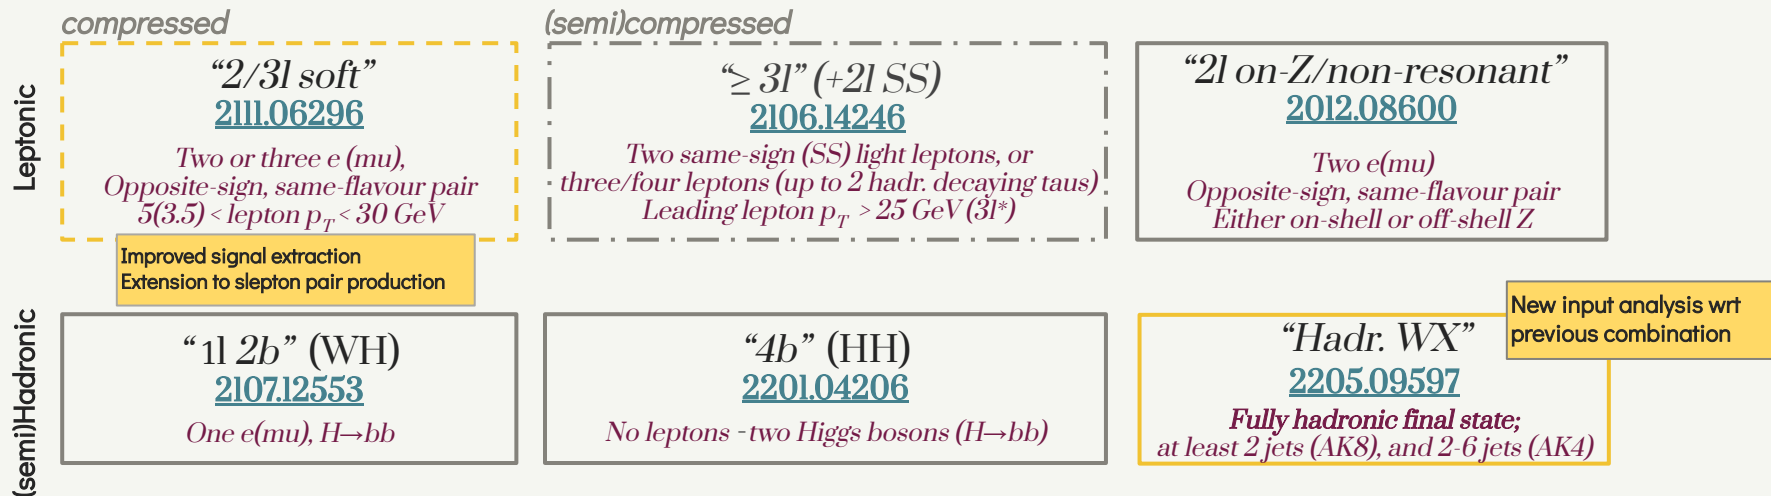 compressed
(semi)compressed
Leptonic
“2/3l soft”
2111.06296
Two or three e (mu),
Opposite-sign, same-flavour pair
5(3.5) < lepton pT < 30 GeV
Improved signal extraction
Extension to slepton pair production
“≥ 3l” (+2l SS)
2106.14246
Two same-sign (SS) light leptons, or
three/four leptons (up to 2 hadr. decaying taus)
Leading lepton pT > 25 GeV (3l*)
“2l on-Z/non-resonant”
2012.08600
Two e(mu)
Opposite-sign, same-flavour pair
Either on-shell or off-shell Z
(semi)Hadronic
“1l 2b” (WH)
2107.12553
One e(mu), H→bb
“4b” (HH)
2201.04206
No leptons - two Higgs bosons (H→bb)
New input analysis wrt
previous combination
“Hadr. WX”
2205.09597
Fully hadronic final state;
at least 2 jets (AK8), and 2-6 jets (AK4)